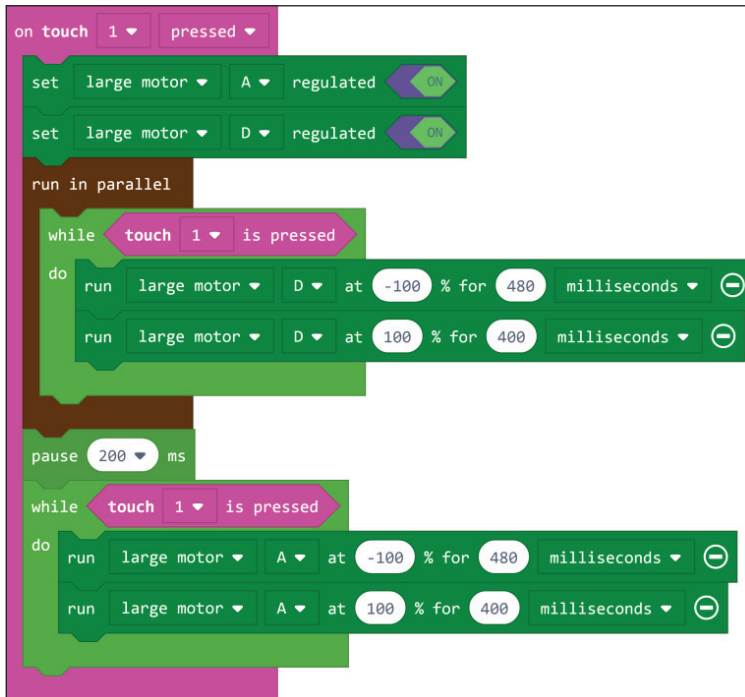 on touch 1 pressed
set large motor A regulated ON
set large motor D regulated ON
run in parallel
while touch 1 is pressed
do run large motor D at -100 % for 480 milliseconds
run large motor D at 100 % for 400 milliseconds
pause 200 ms
while touch 1 is pressed
do run large motor A at -100 % for 480 milliseconds
run large motor A at 100 % for 400 milliseconds